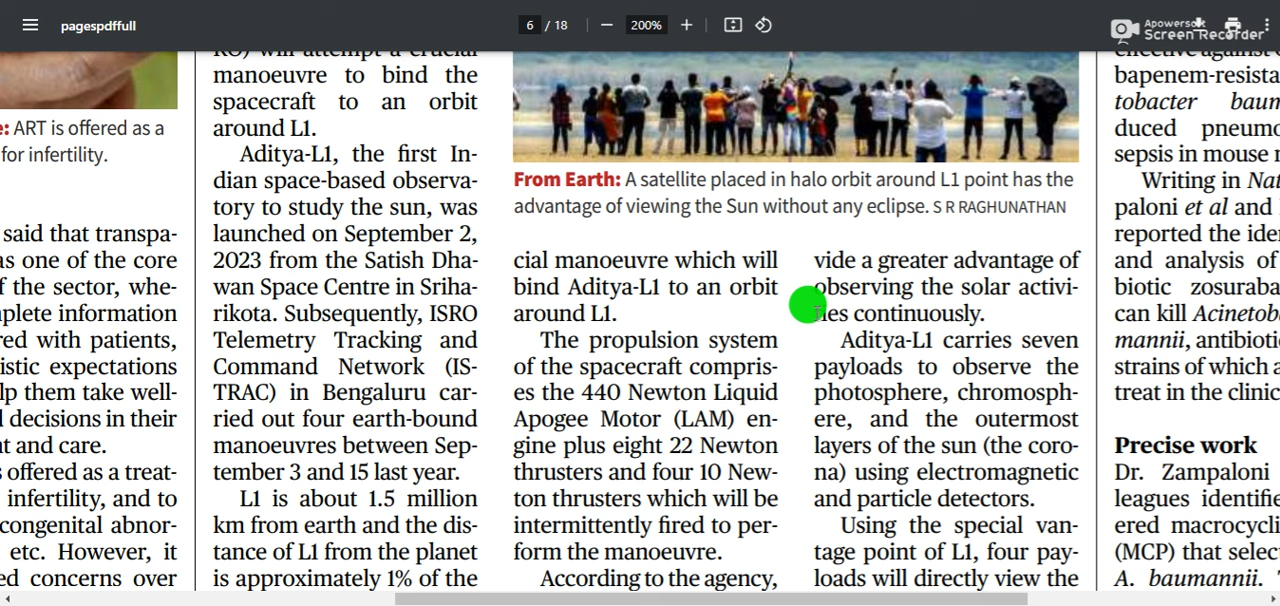 pagespdffull
6 / 18
200%
Apowersoft
Screen Recorder
e: ART is offered as a
for infertility.
said that transpa-
as one of the core
f the sector, whe-
nplete information
red with patients,
istic expectations
lp them take well-
d decisions in their
nt and care.
s offered as a treat-
infertility, and to
congenital abnor-
etc. However, it
ed concerns over
RO) will attempt a crucial
manoeuvre to bind the
spacecraft to an orbit
around L1.
Aditya-L1, the first In-
dian space-based observa-
tory to study the sun, was
launched on September 2,
2023 from the Satish Dha-
wan Space Centre in Sriha-
rikota. Subsequently, ISRO
Telemetry Tracking and
Command Network (IS-
TRAC) in Bengaluru car-
ried out four earth-bound
manoeuvres between Sep-
tember 3 and 15 last year.
L1 is about 1.5 million
km from earth and the dis-
tance of L1 from the planet
is approximately 1% of the
From Earth: A satellite placed in halo orbit around L1 point has the
advantage of viewing the Sun without any eclipse. S R RAGHUNATHAN
cial manoeuvre which will
bind Aditya-L1 to an orbit
around L1.
The propulsion system
of the spacecraft compris-
es the 440 Newton Liquid
Apogee Motor (LAM) en-
gine plus eight 22 Newton
thrusters and four 10 New-
ton thrusters which will be
intermittently fired to per-
form the manoeuvre.
According to the agency,
vide a greater advantage of
observing the solar activi-
ties continuously.
Aditya-L1 carries seven
payloads to observe the
photosphere, chromosph-
ere, and the outermost
layers of the sun (the coro-
na) using electromagnetic
and particle detectors.
Using the special van-
tage point of L1, four pay-
loads will directly view the
effective against
bapenem-resista
tobacter baum
duced pneumo
sepsis in mouse
Writing in Nat
paloni et al and
reported the ide
and analysis of
biotic zosuraba
can kill Acinetob
mannii, antibioti
strains of which a
treat in the clinic
Precise work
Dr. Zampaloni
leagues identifie
ered macrocycli
(MCP) that selec
A. baumannii.